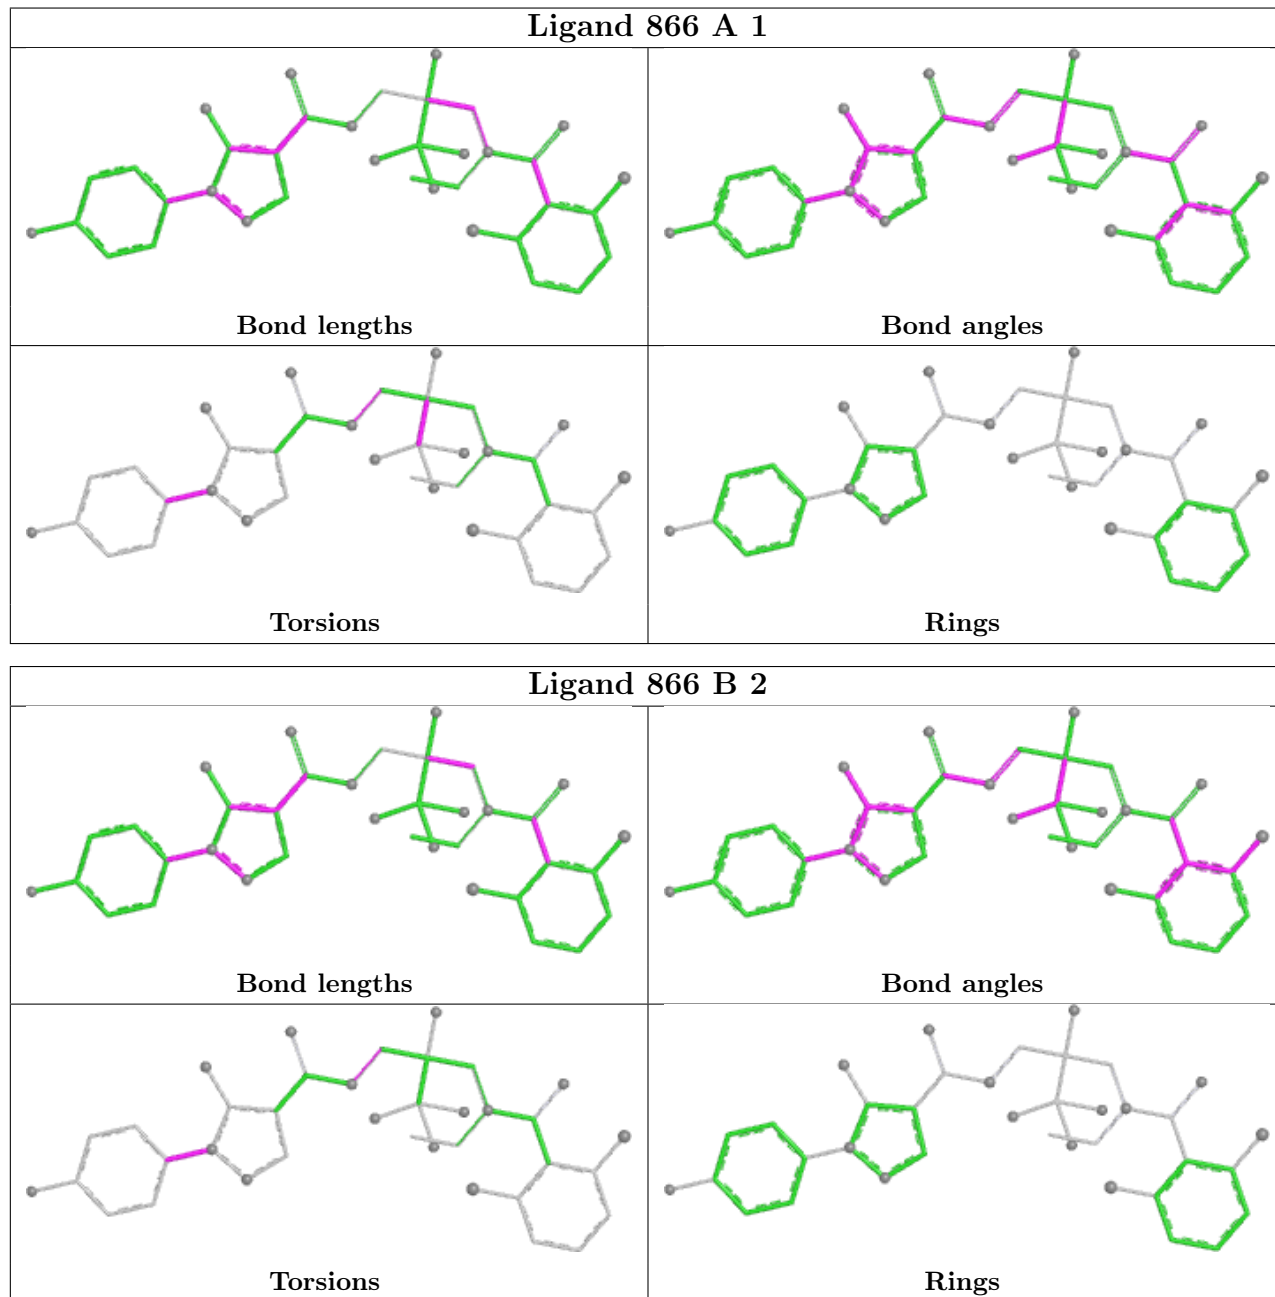 Ligand 866 A 1
Bond lengths
Bond angles
Torsions
Rings
Ligand 866 B 2
Bond lengths
Bond angles
Torsions
Rings